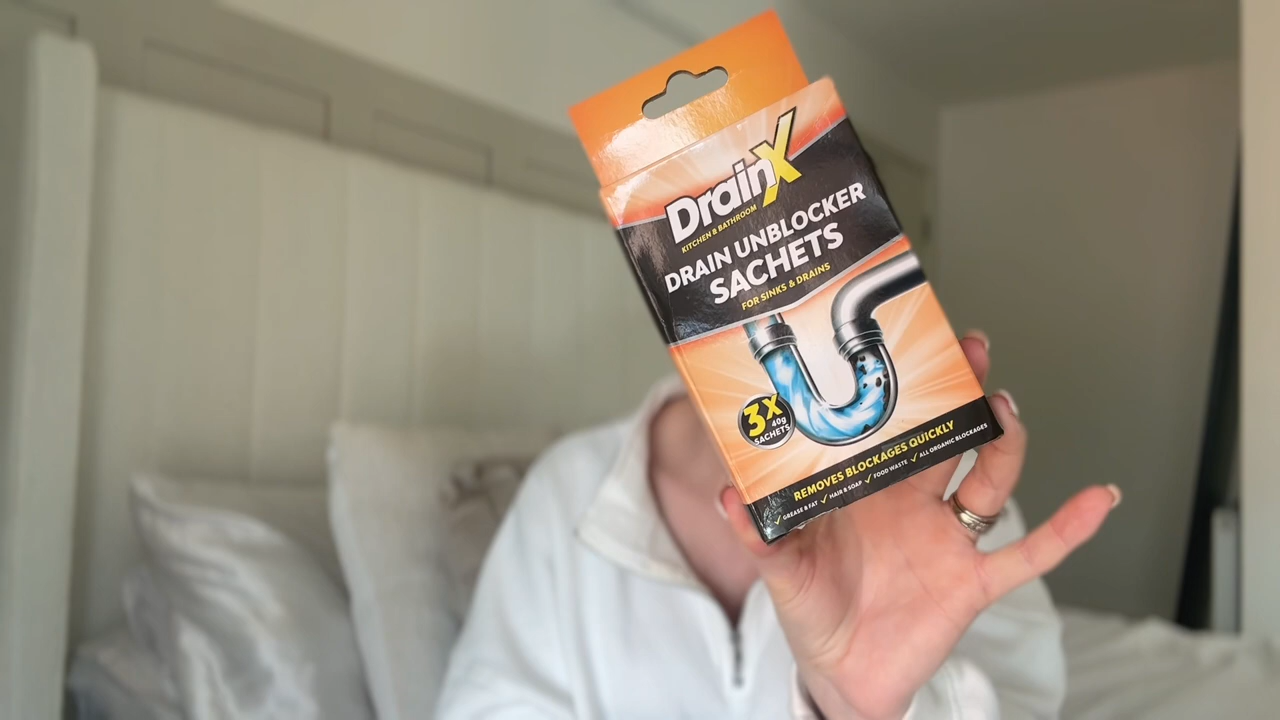 DrainX
KITCHEN & BATHROOM
DRAIN UNBLOCKER
SACHETS
FOR SINKS & DRAINS
3X
40g
SACHETS
REMOVES BLOCKAGES QUICKLY
✓ GREASE & FAT ✓ HAIR & SOAP ✓ FOOD WASTE ✓ ALL ORGANIC BLOCKAGES